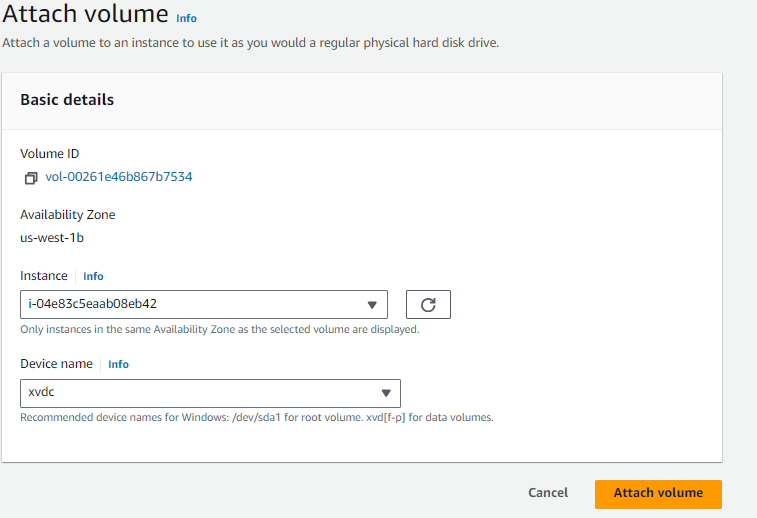 Attach volume Info
Attach a volume to an instance to use it as you would a regular physical hard disk drive.
Basic details
Volume ID
vol-00261e46b867b7534
Availability Zone
us-west-1b
Instance Info
i-04e83c5eaab08eb42
Only instances in the same Availability Zone as the selected volume are displayed.
Device name Info
xvdc
Recommended device names for Windows: /dev/sda1 for root volume. xvd[f-p] for data volumes.
Cancel Attach volume